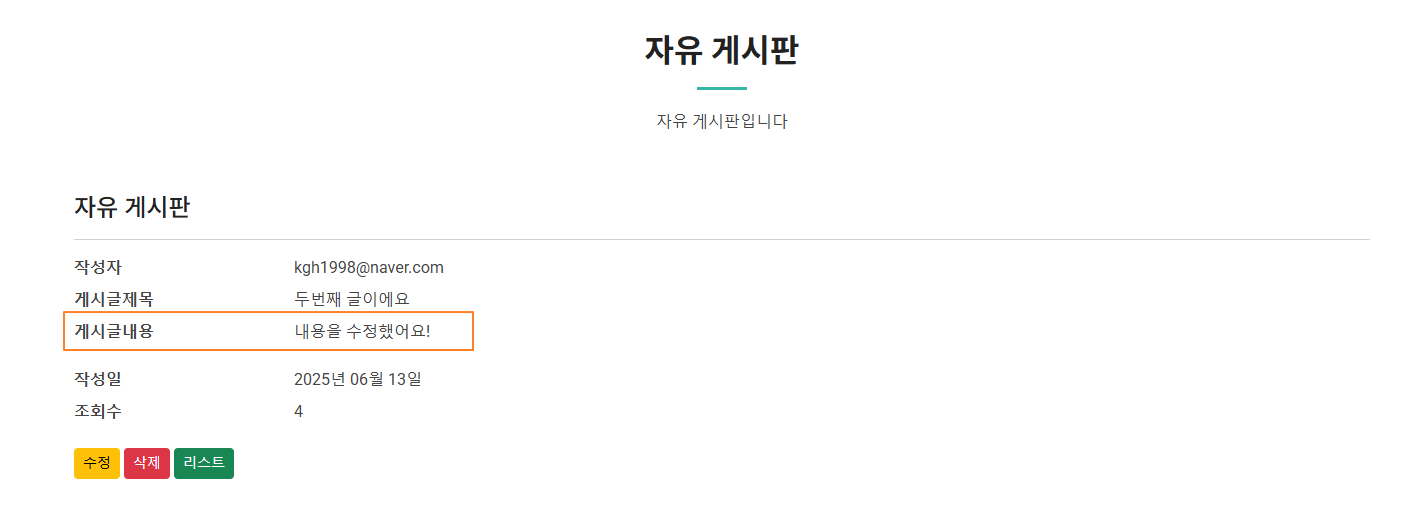 자유 게시판
자유 게시판입니다
자유 게시판
작성자 kgh1998@naver.com
게시글제목 두번째 글이에요
게시글내용 내용을 수정했어요!
작성일 2025년 06월 13일
조회수 4
수정 삭제 리스트